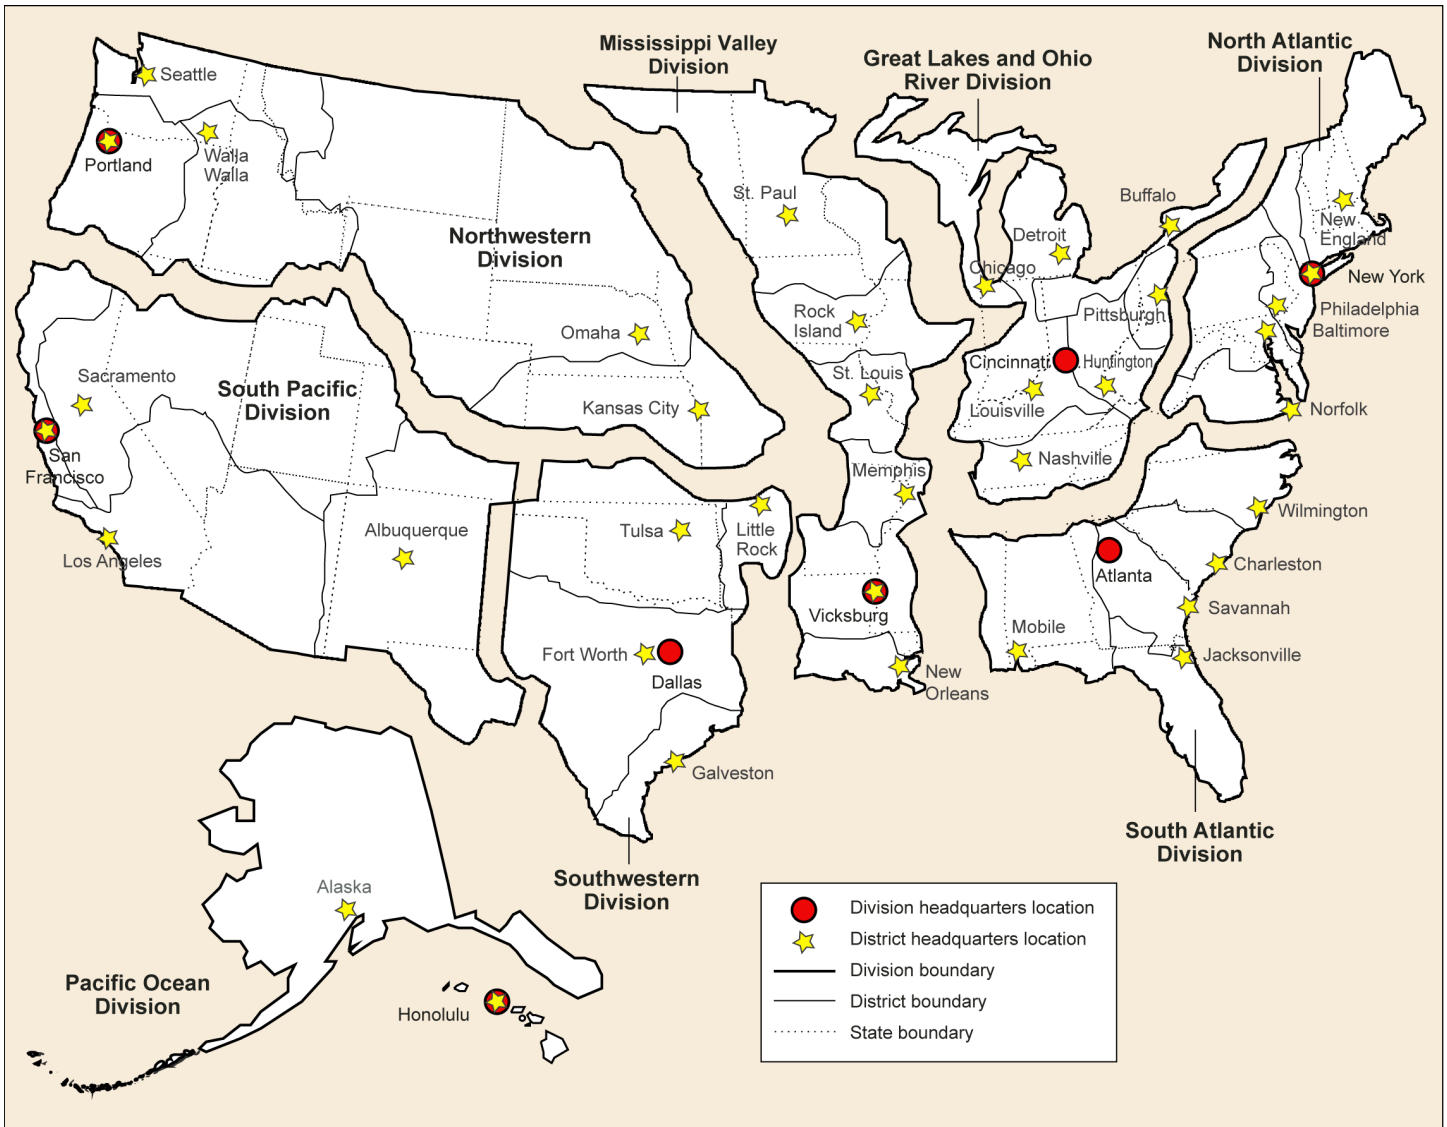 Mississippi Valley
Division
Great Lakes and Ohio
River Division
North Atlantic
Division
Seattle
Portland
Walla
Walla
Northwestern
Division
Omaha
Kansas City
St. Paul
Rock
Island
St. Louis
Memphis
Vicksburg
New
Orleans
Buffalo
Detroit
Chicago
Pittsburgh
Cincinnati
Huntington
Louisville
Nashville
New
England
New York
Philadelphia
Baltimore
Norfolk
Sacramento
South Pacific
Division
San
Francisco
Los Angeles
Albuquerque
Tulsa
Little
Rock
Fort Worth
Dallas
Galveston
Southwestern
Division
Wilmington
Charleston
Atlanta
Savannah
Mobile
Jacksonville
South Atlantic
Division
Alaska
Pacific Ocean
Division
Honolulu
Division headquarters location
District headquarters location
Division boundary
District boundary
State boundary